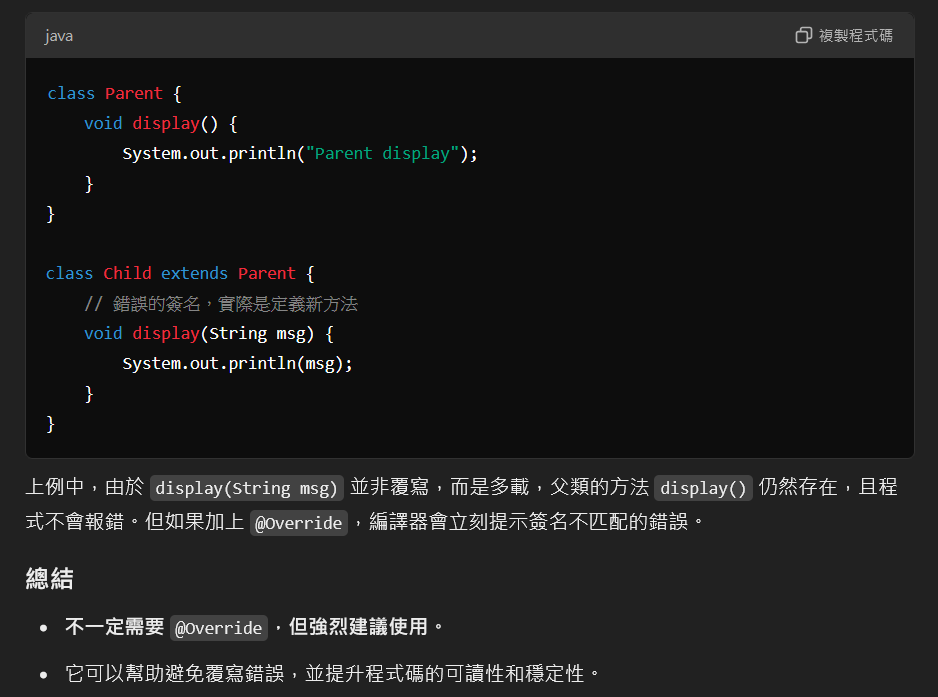 java
複製程式碼
class Parent {
    void display() {
        System.out.println("Parent display");
    }
}
class Child extends Parent {
    // 錯誤的簽名，實際是定義新方法
    void display(String msg) {
        System.out.println(msg);
    }
}
上例中，由於 display(String msg) 並非覆寫，而是多載，父類的方法 display() 仍然存在，且程
式不會報錯。但如果加上 @Override ，編譯器會立刻提示簽名不匹配的錯誤。
總結
• 不一定需要 @Override ，但強烈建議使用。
• 它可以幫助避免覆寫錯誤，並提升程式碼的可讀性和穩定性。